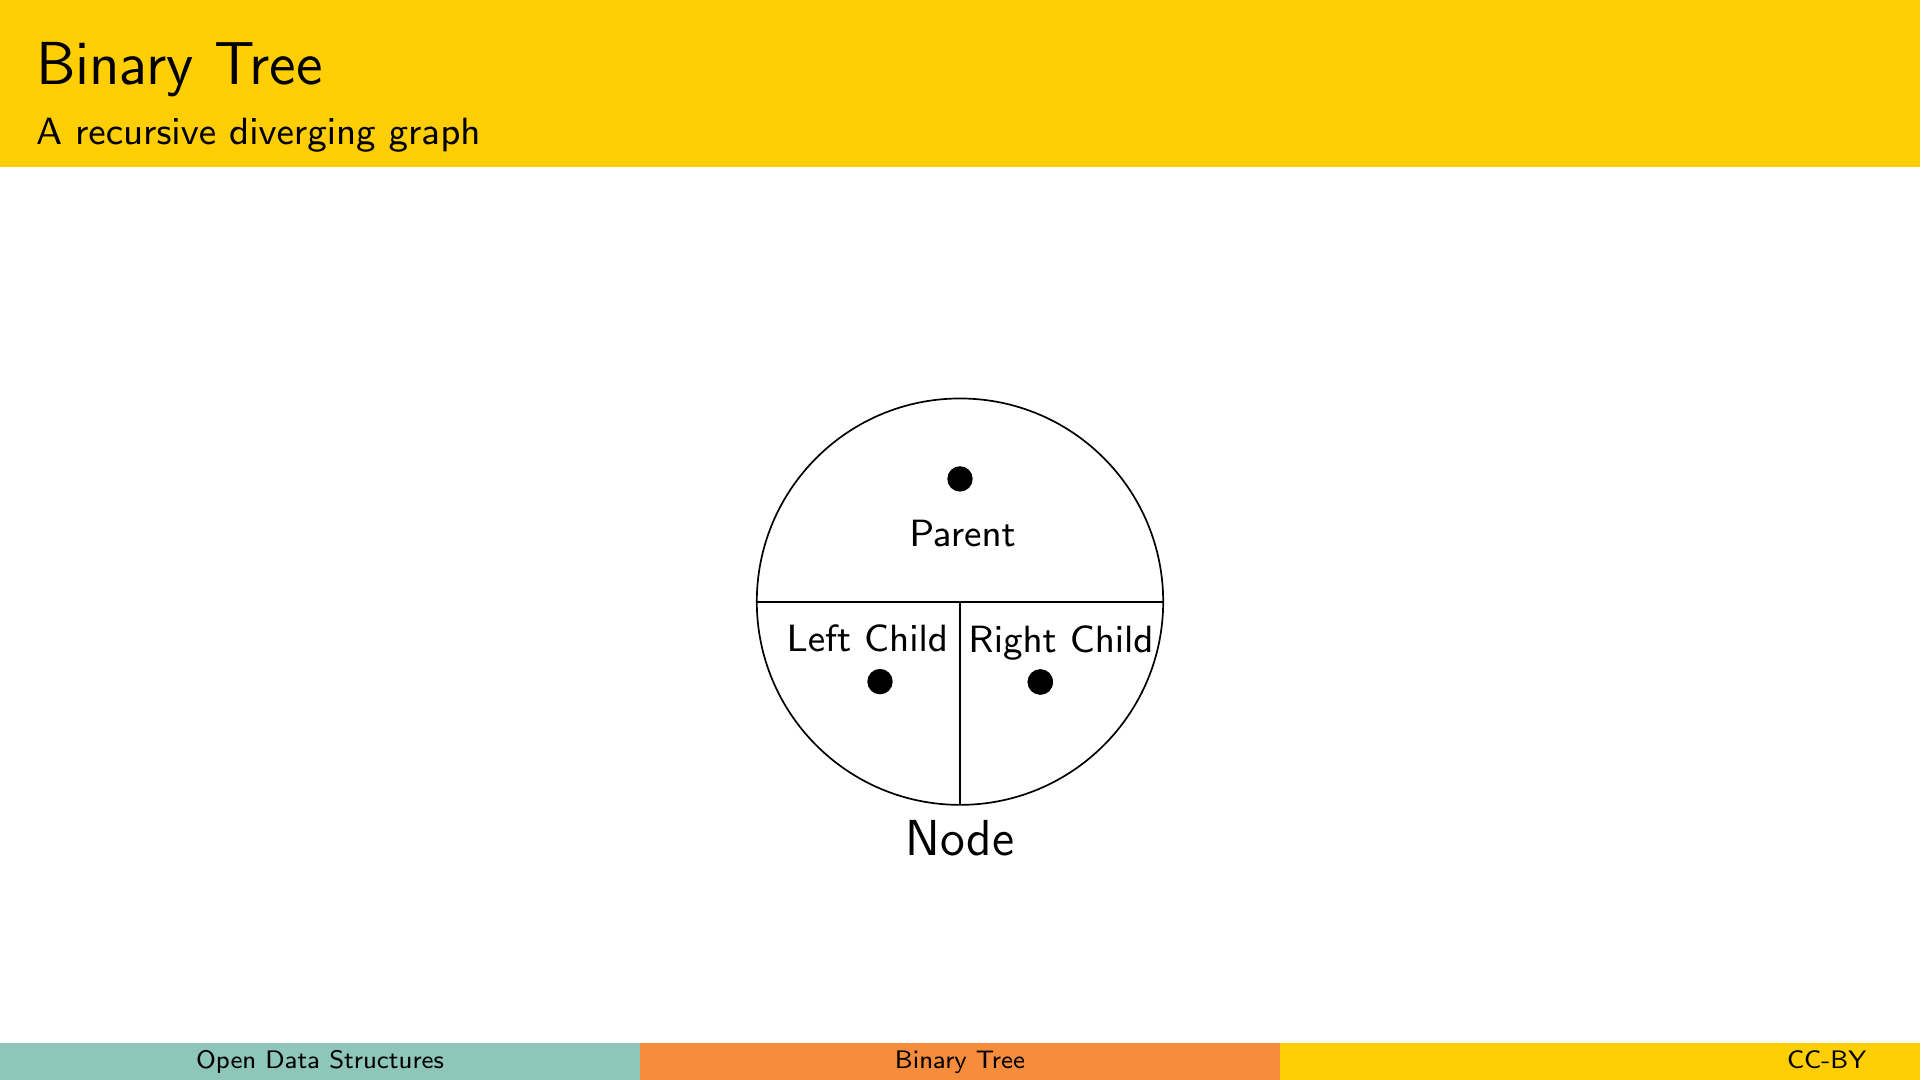 Binary Tree
A recursive diverging graph
Parent
Left Child
Right Child
Node
Open Data Structures
Binary Tree
CC-BY